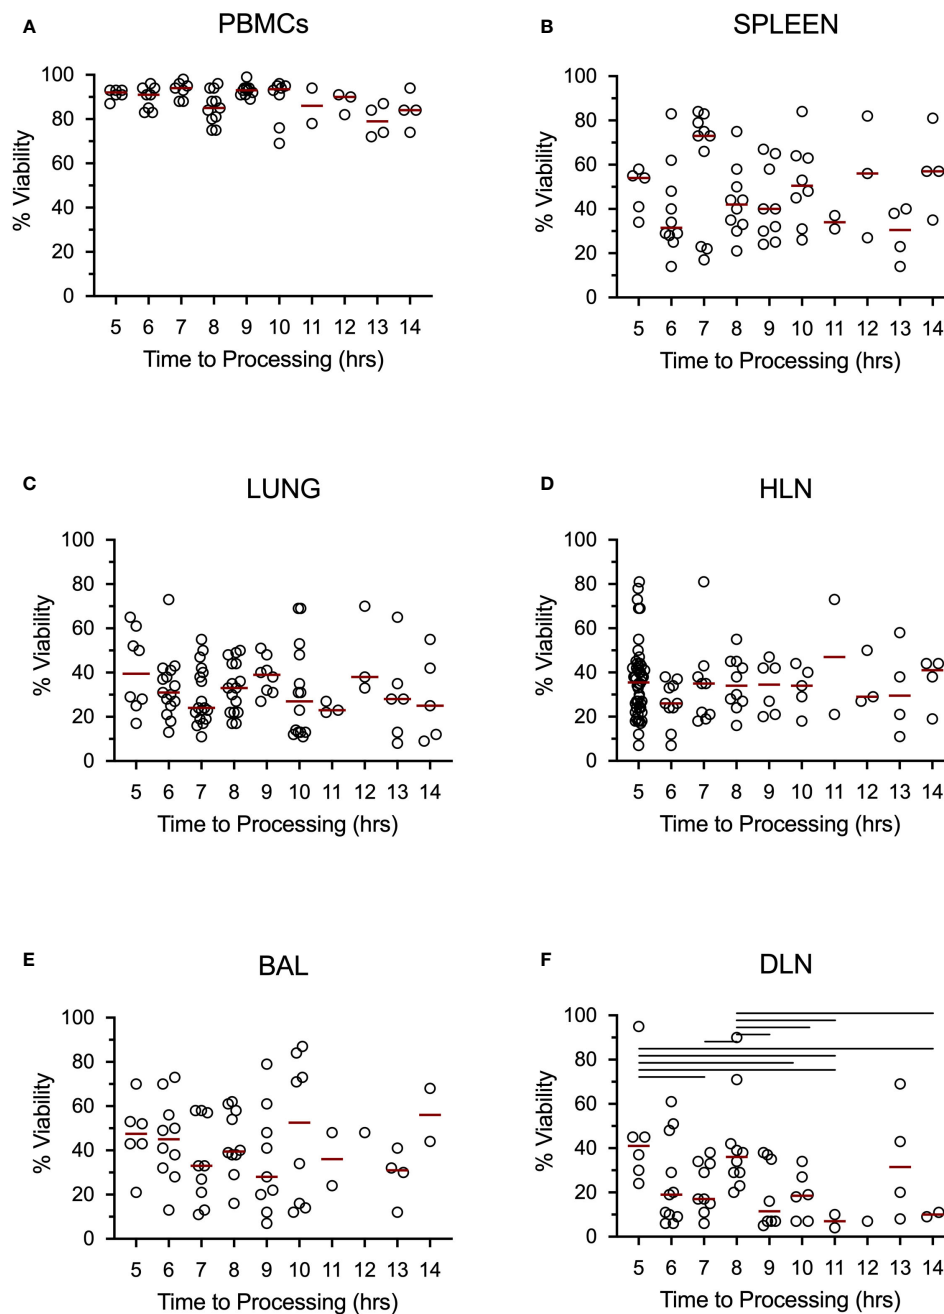 A
PBMCs
100
80
60
40
20
0
% Viability
5 6 7 8 9 10 11 12 13 14
Time to Processing (hrs)
B
SPLEEN
100
80
60
40
20
0
% Viability
5 6 7 8 9 10 11 12 13 14
Time to Processing (hrs)
C
LUNG
100
80
60
40
20
0
% Viability
5 6 7 8 9 10 11 12 13 14
Time to Processing (hrs)
D
HLN
100
80
60
40
20
0
% Viability
5 6 7 8 9 10 11 12 13 14
Time to Processing (hrs)
E
BAL
100
80
60
40
20
0
% Viability
5 6 7 8 9 10 11 12 13 14
Time to Processing (hrs)
F
DLN
100
80
60
40
20
0
% Viability
5 6 7 8 9 10 11 12 13 14
Time to Processing (hrs)